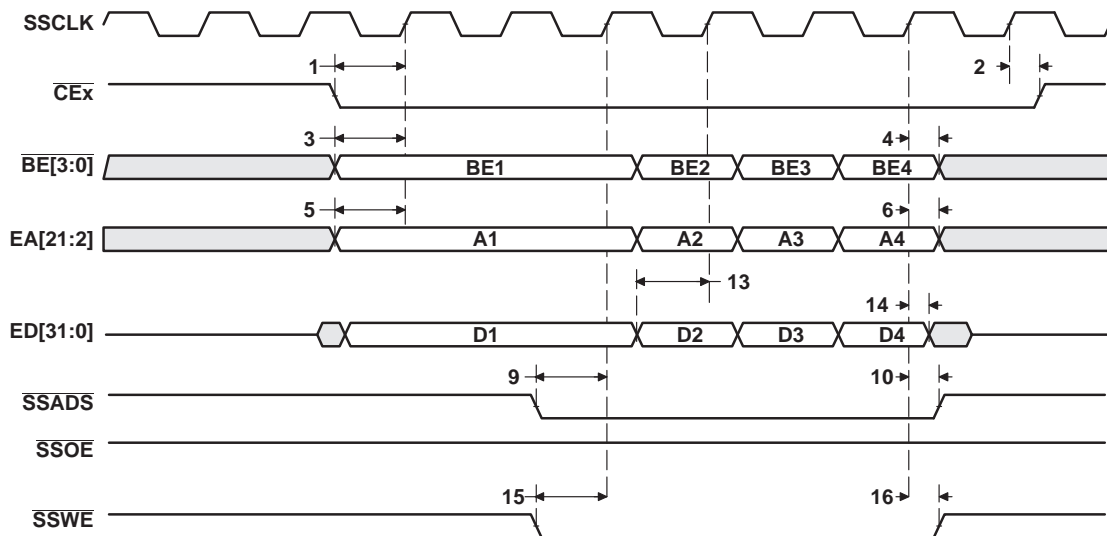 SSCLK
1
2
CEx
3
4
BE[3:0]
BE1
BE2
BE3
BE4
5
6
EA[21:2]
A1
A2
A3
A4
13
14
ED[31:0]
D1
D2
D3
D4
9
10
SSADS
SSOE
15
16
SSWE